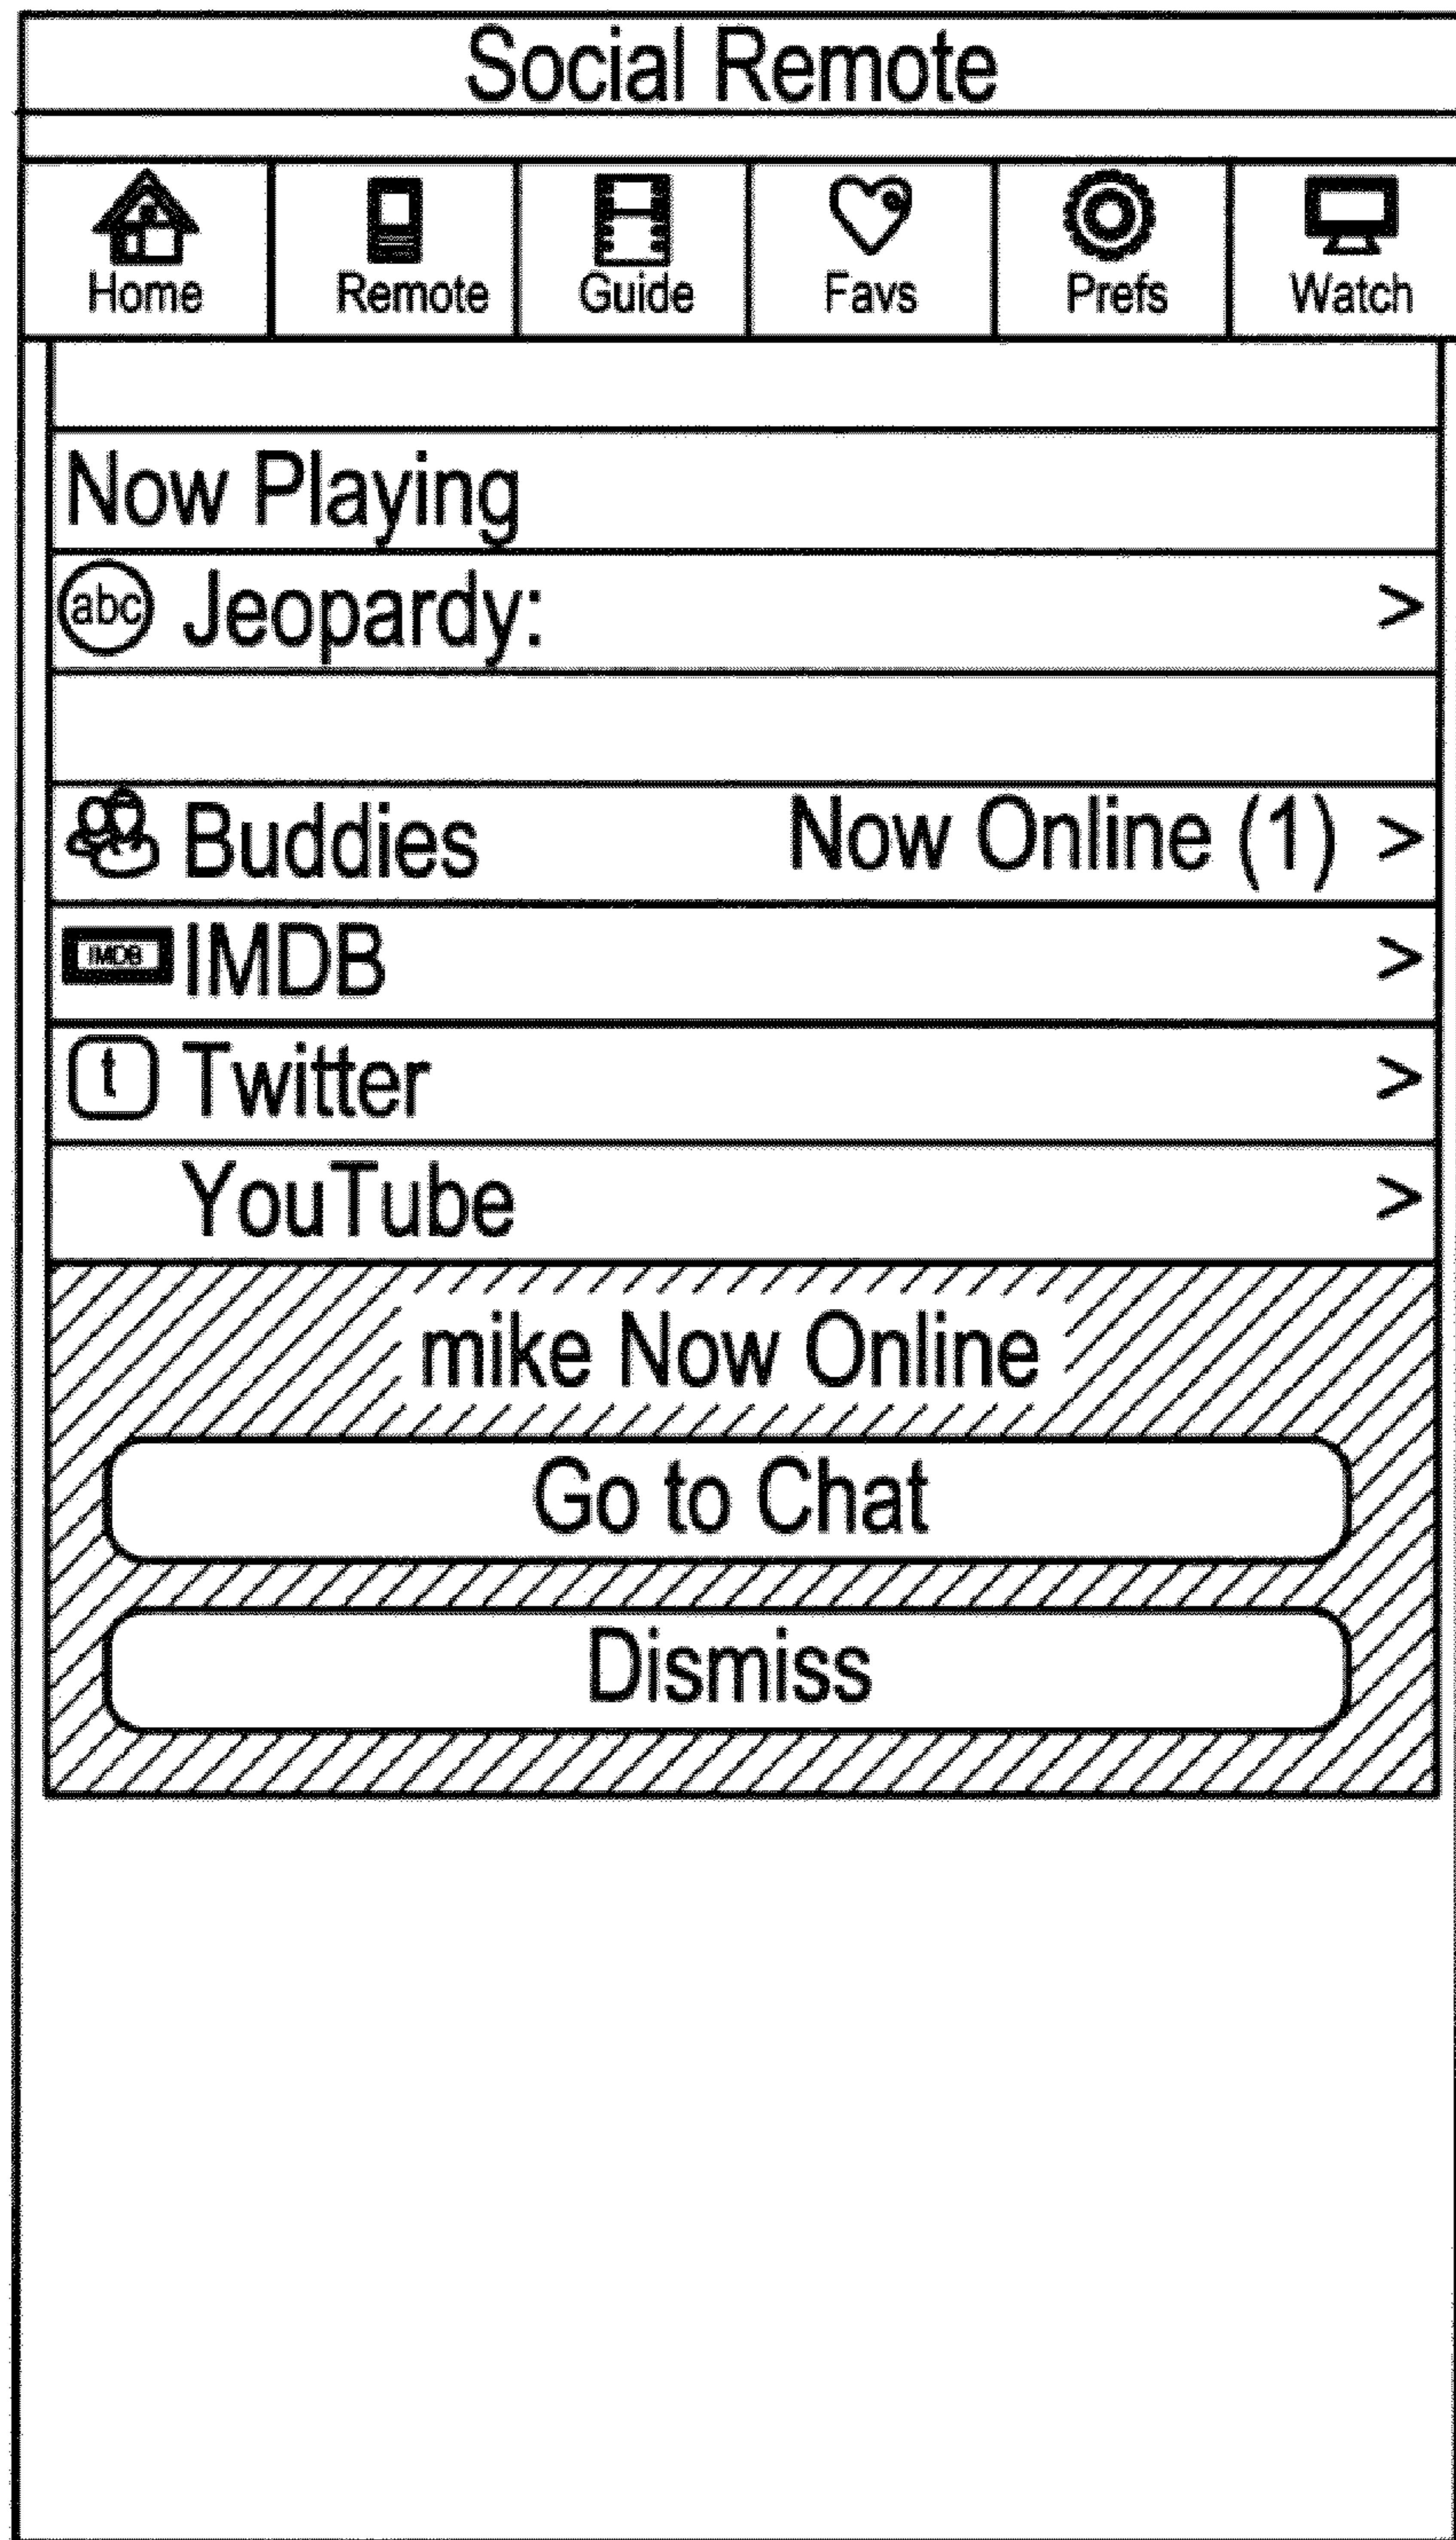 Social Remote
Home Remote Guide Favs Prefs Watch
Now Playing
abc Jeopardy: >
Buddies Now Online (1) >
IMDB IMDB >
t Twitter >
YouTube >
mike Now Online
Go to Chat
Dismiss